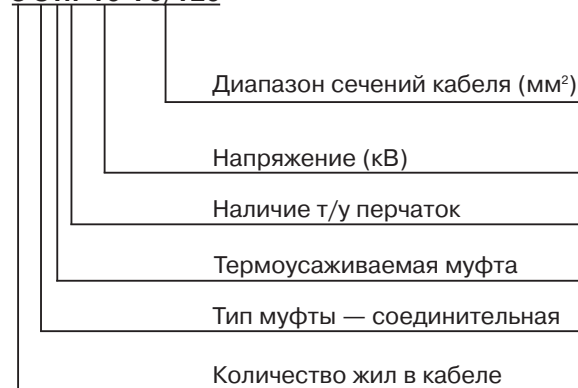 Диапазон сечений кабеля (мм²)
Напряжение (кВ)
Наличие т/у перчаток
Термоусаживаемая муфта
Тип муфты — соединительная
Количество жил в кабеле